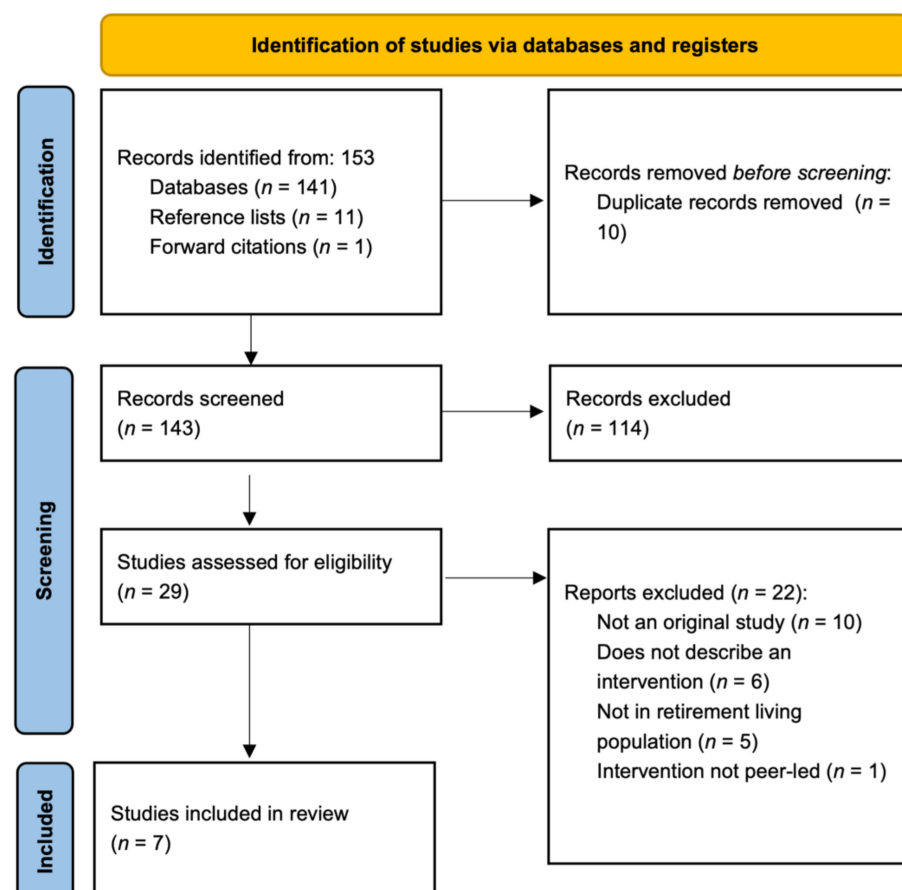 Identification of studies via databases and registers
Identification
Records identified from: 153
Databases (n = 141)
Reference lists (n = 11)
Forward citations (n = 1)
Records removed before screening:
Duplicate records removed (n =
10)
Screening
Records screened
(n = 143)
Records excluded
(n = 114)
Studies assessed for eligibility
(n = 29)
Reports excluded (n = 22):
Not an original study (n = 10)
Does not describe an
intervention (n = 6)
Not in retirement living
population (n = 5)
Intervention not peer-led (n = 1)
Included
Studies included in review
(n = 7)